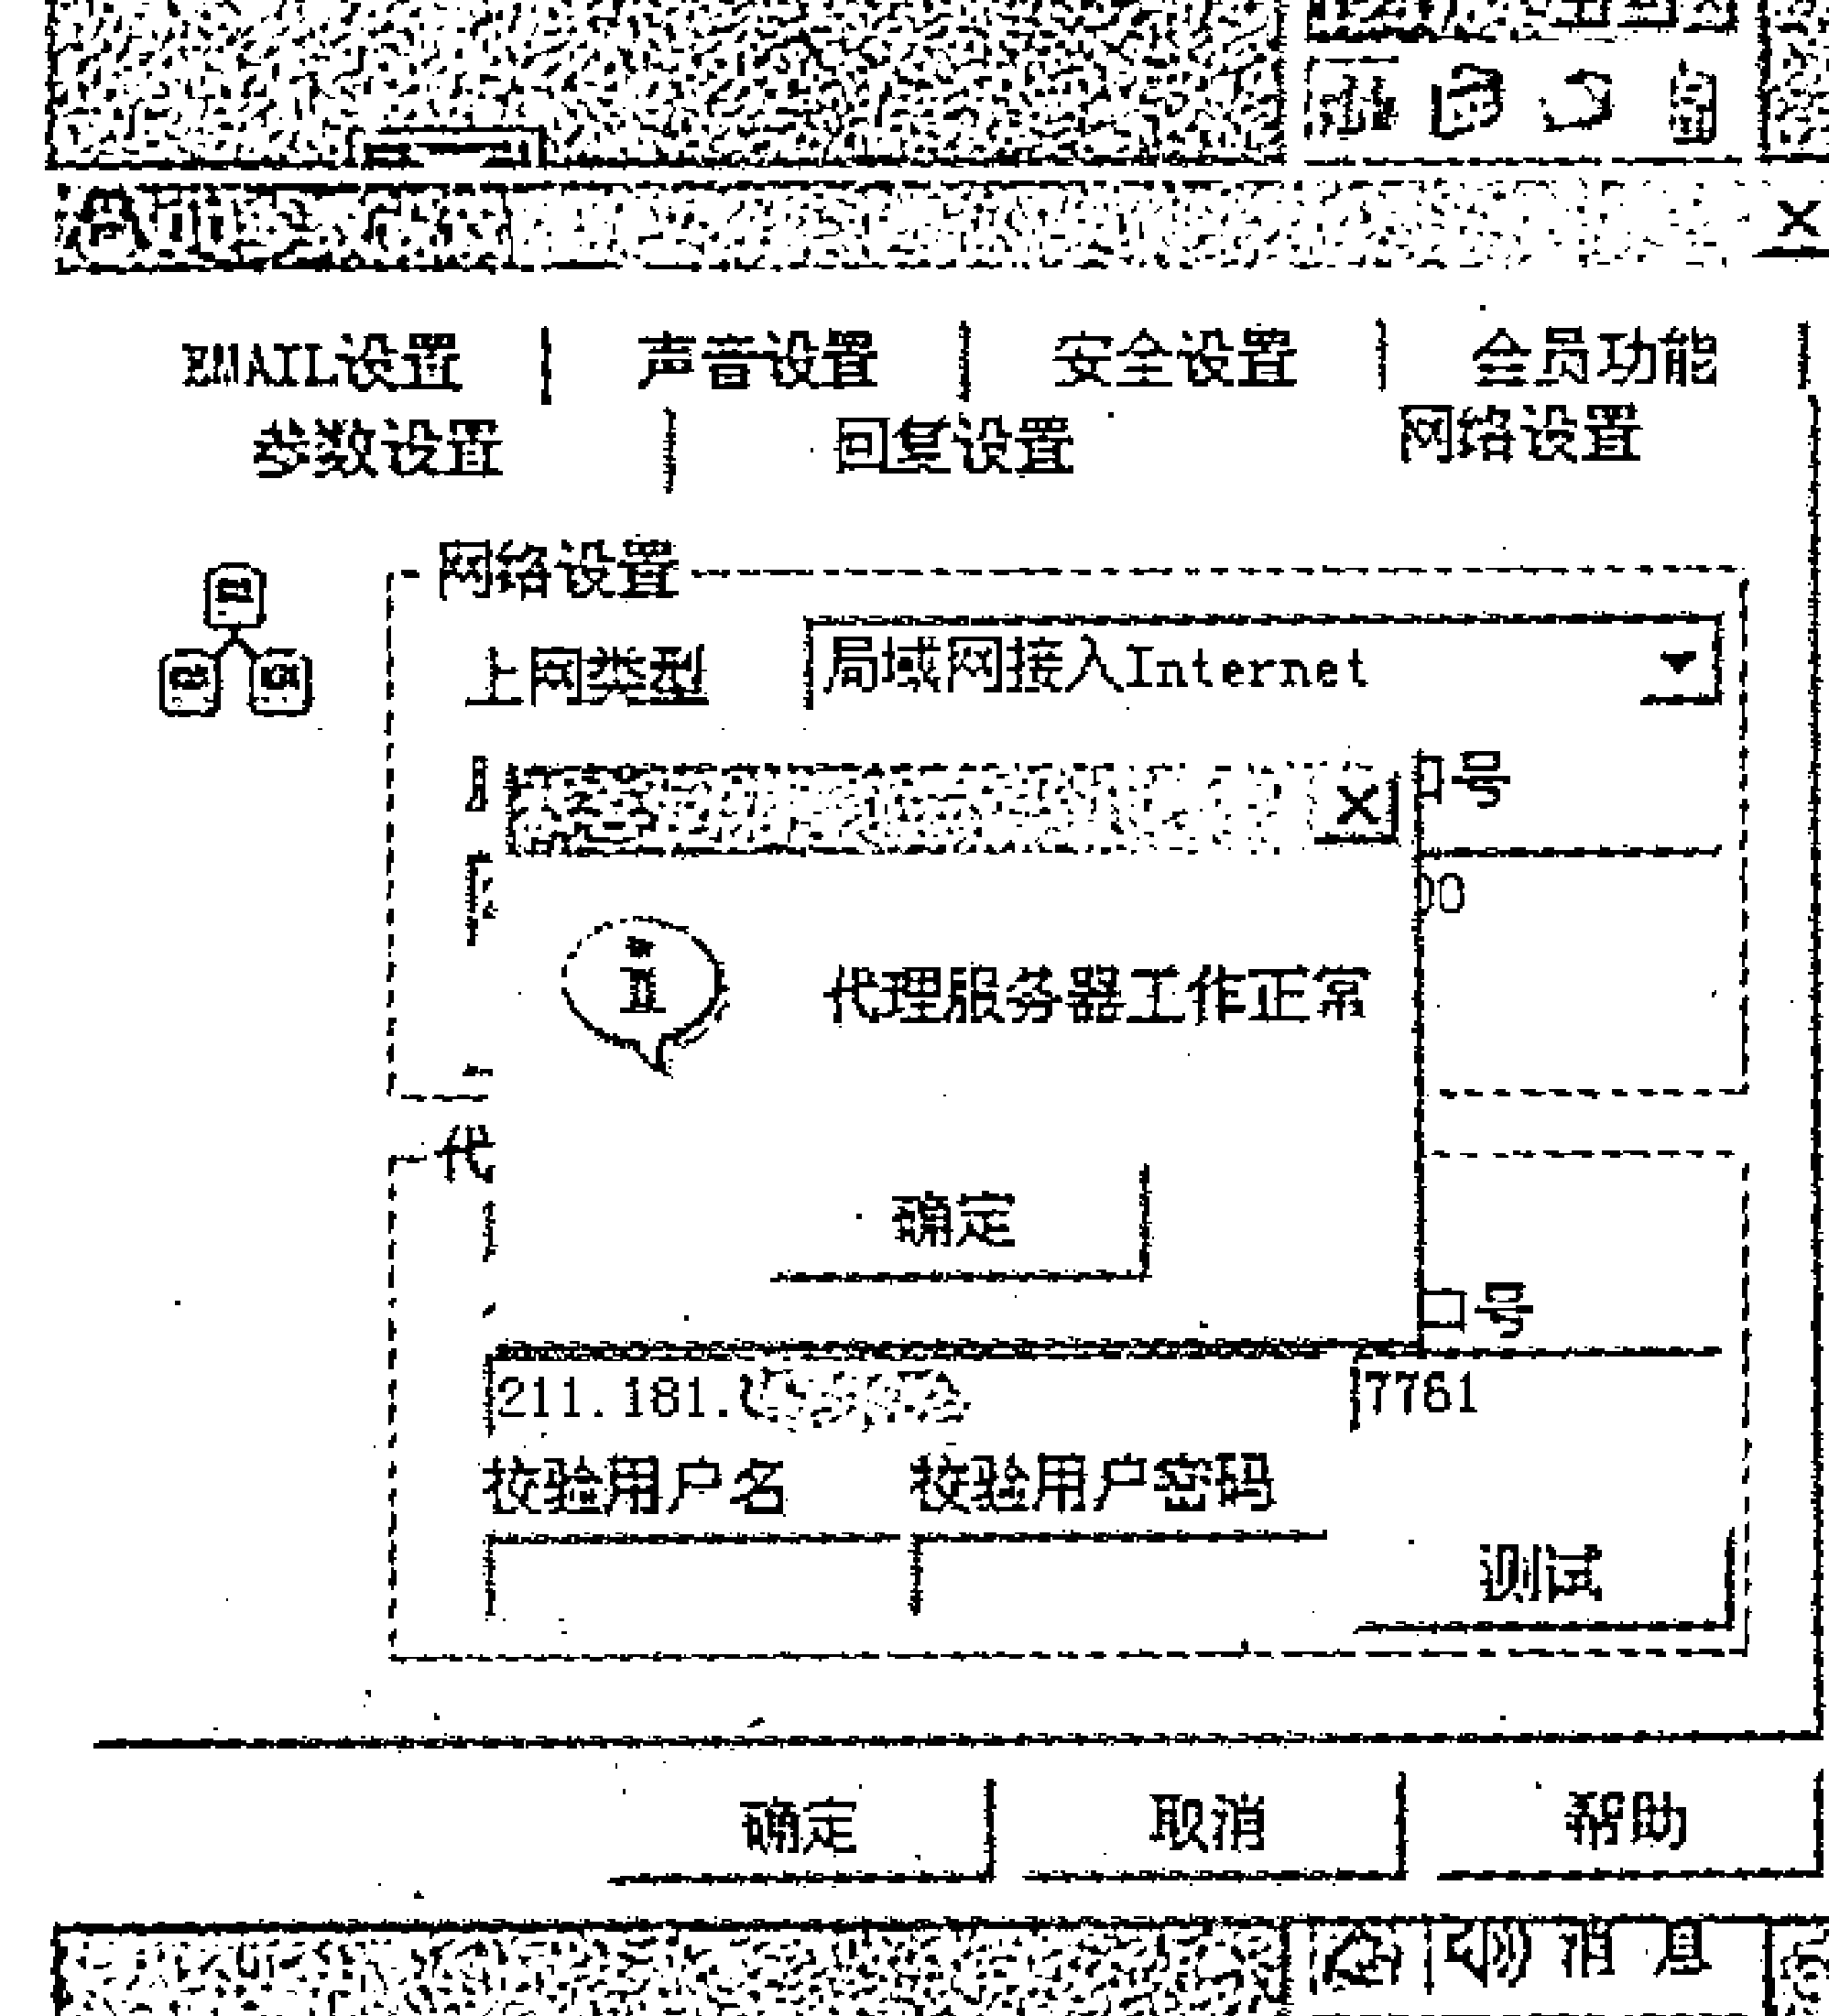 EMAIL设置 声音设置 安全设置 会员功能
参数设置 回复设置 网络设置
网络设置
上网类型 局域网接入Internet
口号
00
代理服务器工作正常
代
确定
口号
211.181. 7761
校验用户名 校验用户密码
测试
确定 取消 帮助
消息